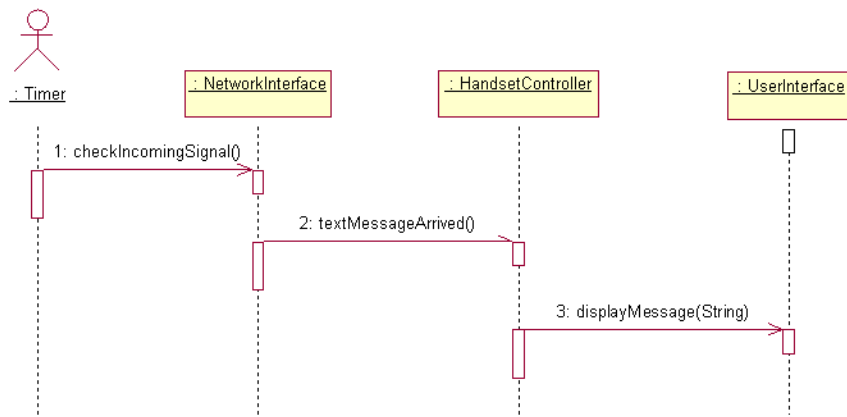 : Timer
: NetworkInterface
: HandsetController
: UserInterface
1: checkIncomingSignal()
2: textMessageArrived()
3: displayMessage(String)